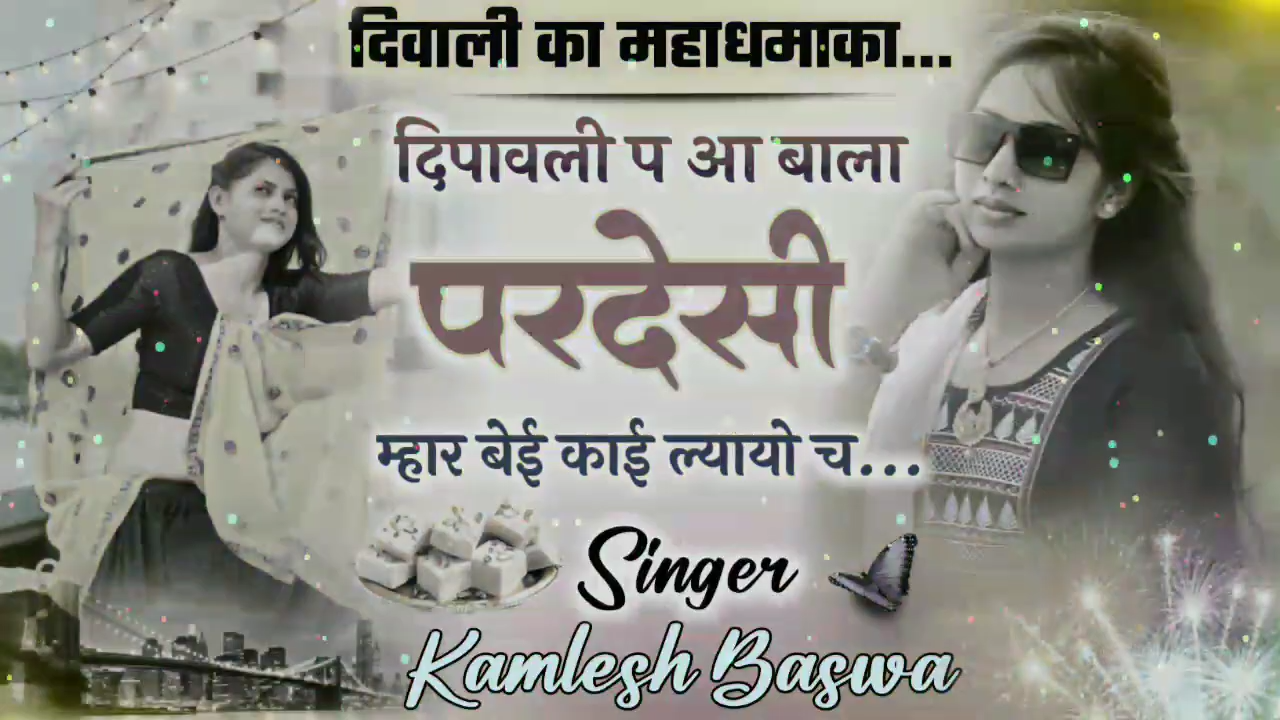 दिवाली का महाधमाका...
दिपावली प आ बाला
परदेसी
म्हार बेई काई ल्यायो च...
Singer
Kamlesh Baswa